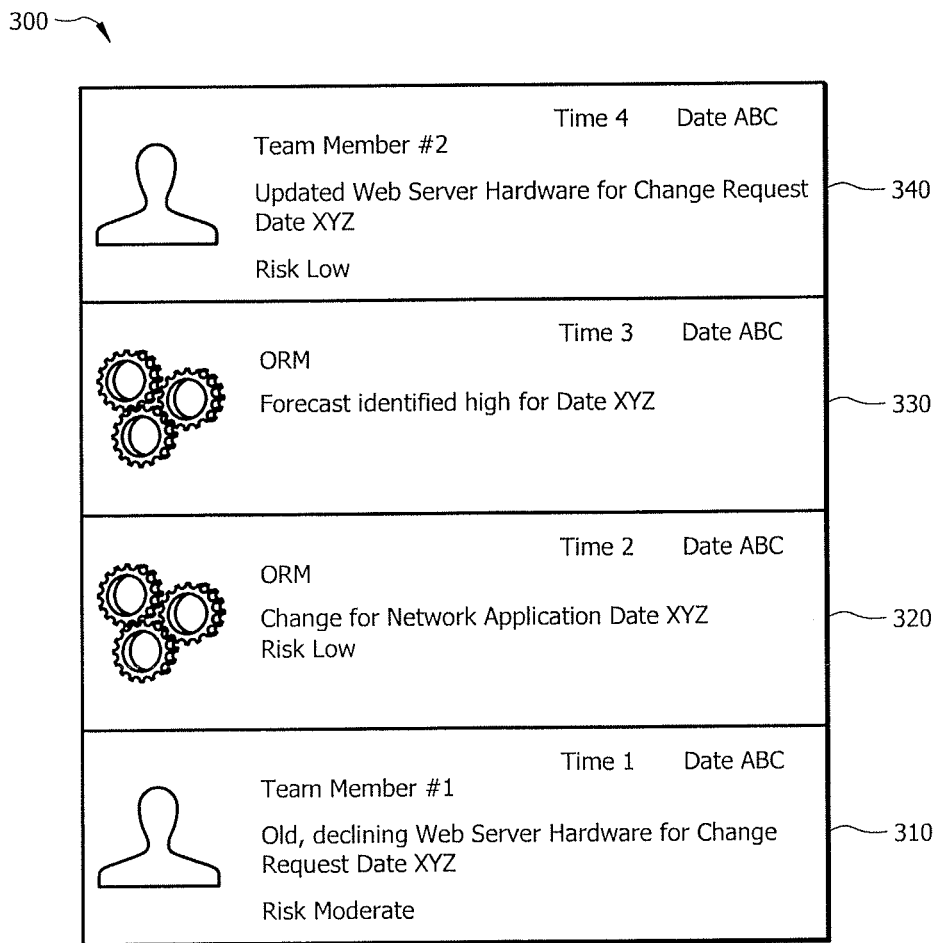 300
Time 4 Date ABC
Team Member #2
Updated Web Server Hardware for Change Request
Date XYZ
Risk Low
340
Time 3 Date ABC
ORM
Forecast identified high for Date XYZ
330
Time 2 Date ABC
ORM
Change for Network Application Date XYZ
Risk Low
320
Time 1 Date ABC
Team Member #1
Old, declining Web Server Hardware for Change
Request Date XYZ
Risk Moderate
310